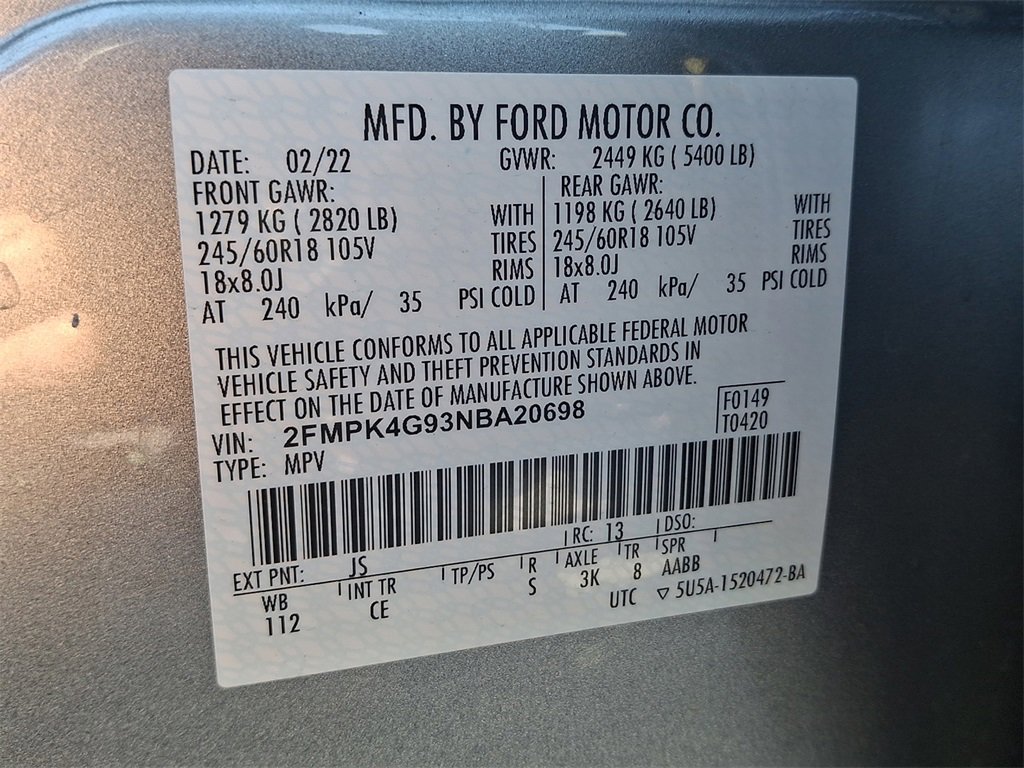 MFD. BY FORD MOTOR CO.
DATE: 02/22 GVWR: 2449 KG ( 5400 LB)
FRONT GAWR: REAR GAWR:
1279 KG ( 2820 LB) WITH 1198 KG ( 2640 LB) WITH
245/60R18 105V TIRES 245/60R18 105V TIRES
18x8.0J RIMS 18x8.0J RIMS
AT 240 kPa/ 35 PSI COLD AT 240 kPa/ 35 PSI COLD
THIS VEHICLE CONFORMS TO ALL APPLICABLE FEDERAL MOTOR
VEHICLE SAFETY AND THEFT PREVENTION STANDARDS IN
EFFECT ON THE DATE OF MANUFACTURE SHOWN ABOVE.
VIN: 2FMPK4G93NBA20698 F0149
TYPE: MPV T0420
EXT PNT: JS RC: 13 DSO:
WB INT TR TP/PS R AXLE TR SPR
112 CE S 3K 8 AABB
UTC ▽ 5U5A-1520472-BA